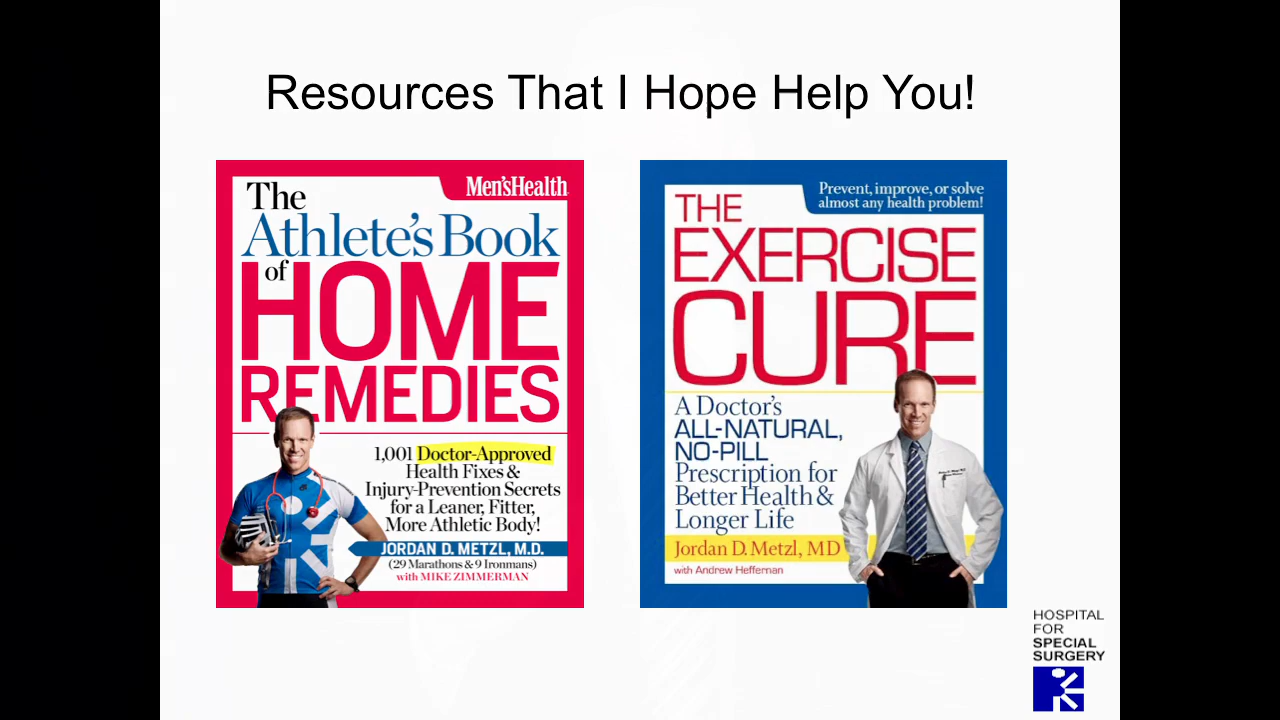 Resources That I Hope Help You!
Men'sHealth
The
Athlete's Book
of
HOME
REMEDIES
1,001 Doctor-Approved
Health Fixes &
Injury-Prevention Secrets
for a Leaner, Fitter,
More Athletic Body!
JORDAN D. METZL, M.D.
(29 Marathons & 9 Ironmans)
with MIKE ZIMMERMAN
Prevent, improve, or solve
almost any health problem!
THE
EXERCISE
CURE
A Doctor's
ALL-NATURAL,
NO-PILL
Prescription for
Better Health &
Longer Life
Jordan D. Metzl, MD
with Andrew Heffernan
HOSPITAL
FOR
SPECIAL
SURGERY